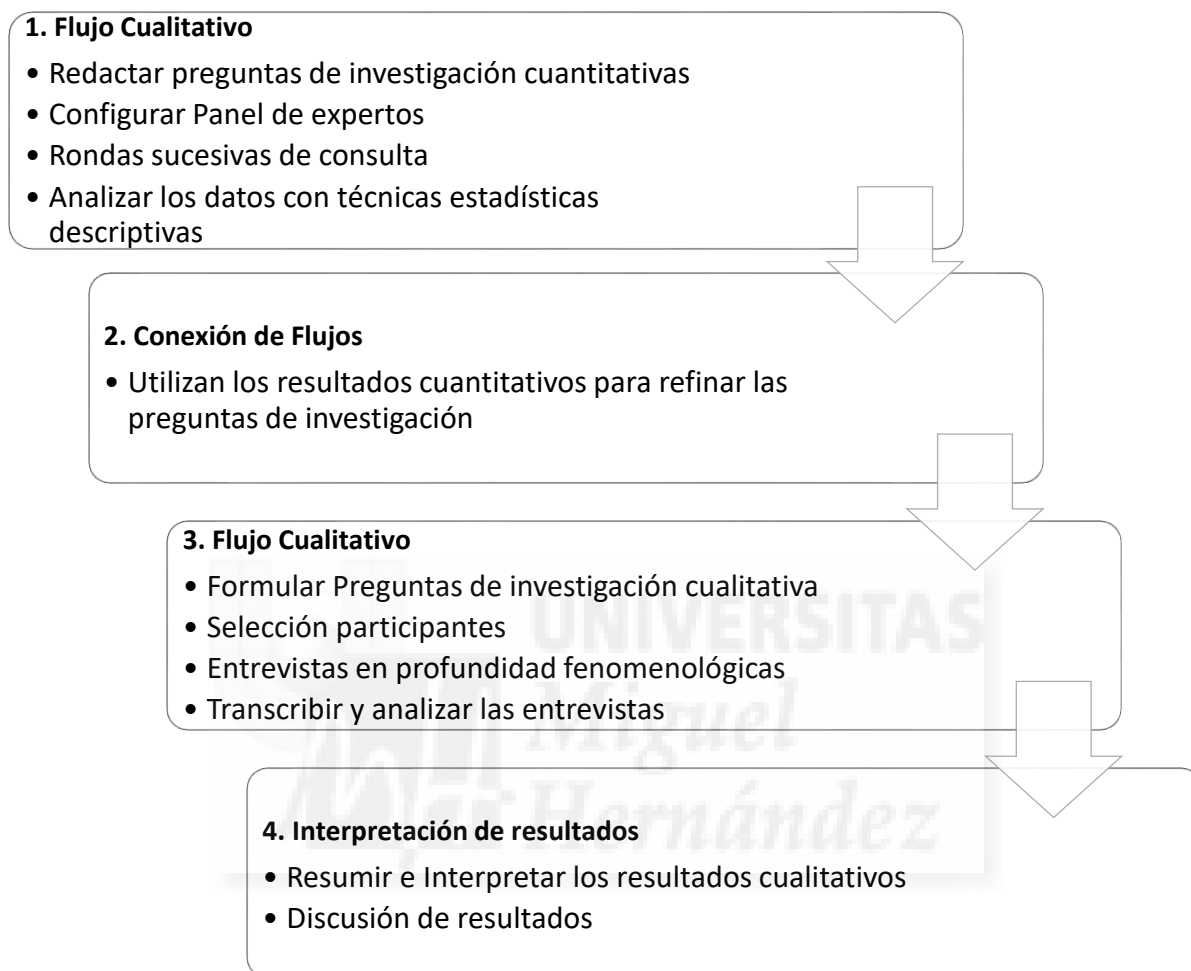 1. Flujo Cualitativo
• Redactar preguntas de investigación cuantitativas
• Configurar Panel de expertos
• Rondas sucesivas de consulta
• Analizar los datos con técnicas estadísticas
descriptivas
2. Conexión de Flujos
• Utilizan los resultados cuantitativos para refinar las
preguntas de investigación
3. Flujo Cualitativo
• Formular Preguntas de investigación cualitativa
• Selección participantes
• Entrevistas en profundidad fenomenológicas
• Transcribir y analizar las entrevistas
UNIVERSITAS
Miguel
Hernández
4. Interpretación de resultados
• Resumir e Interpretar los resultados cualitativos
• Discusión de resultados